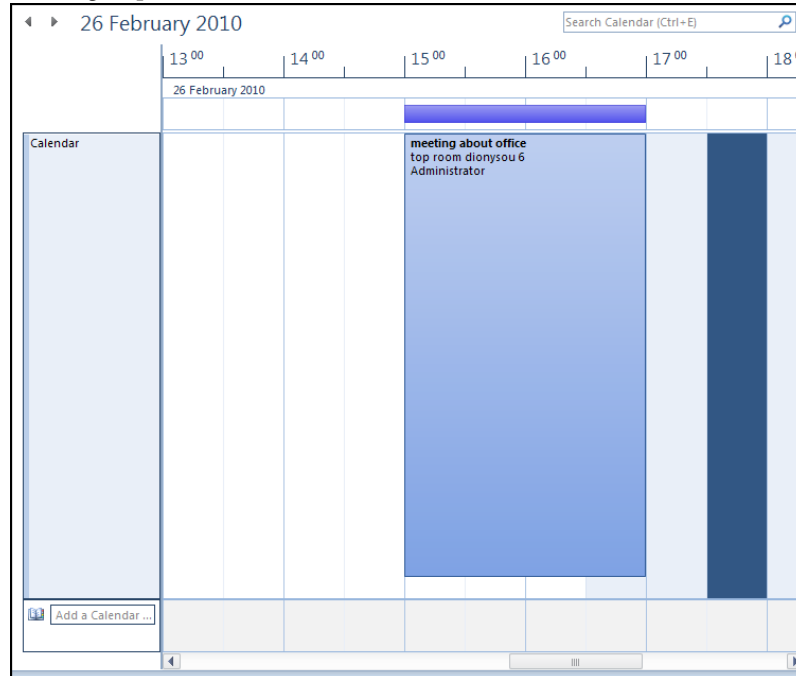 26 February 2010
Search Calendar (Ctrl+E)
13 00 14 00 15 00 16 00 17 00 18
26 February 2010
Calendar
meeting about office
top room dionysou 6
Administrator
Add a Calendar ...